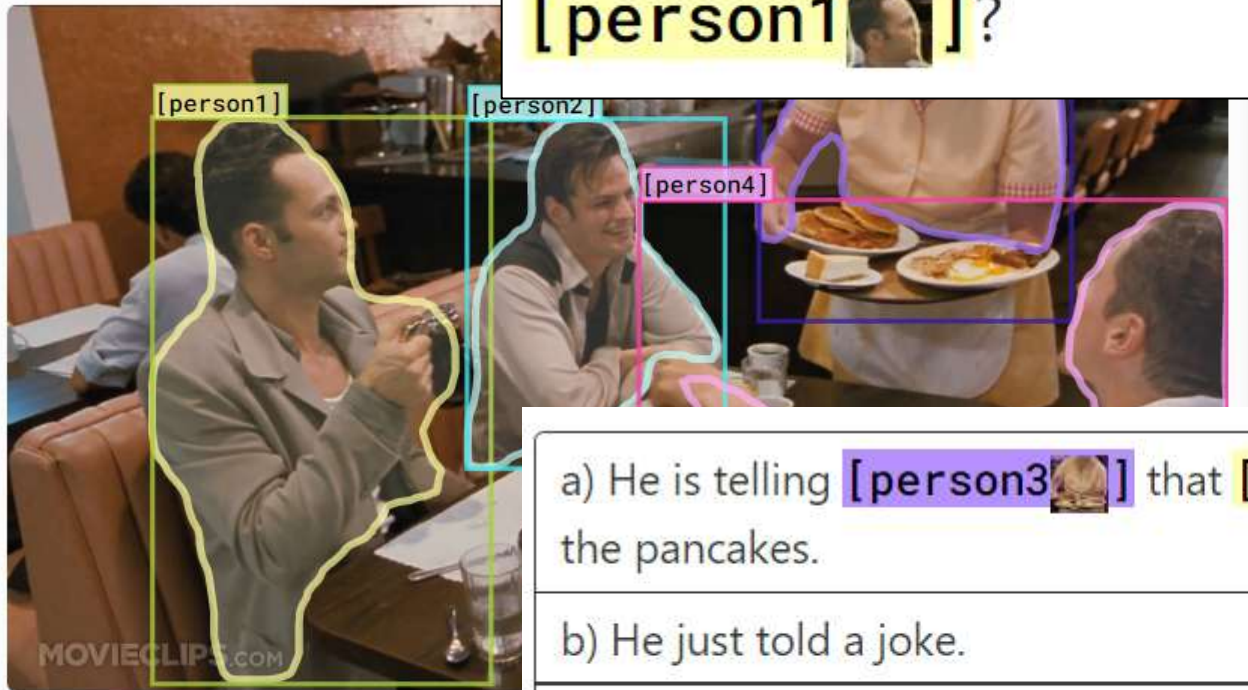 [person1]?
[person1]
[person2]
[person4]
a) He is telling [person3] that [
the pancakes.
b) He just told a joke.
MOVIECLIPS.COM